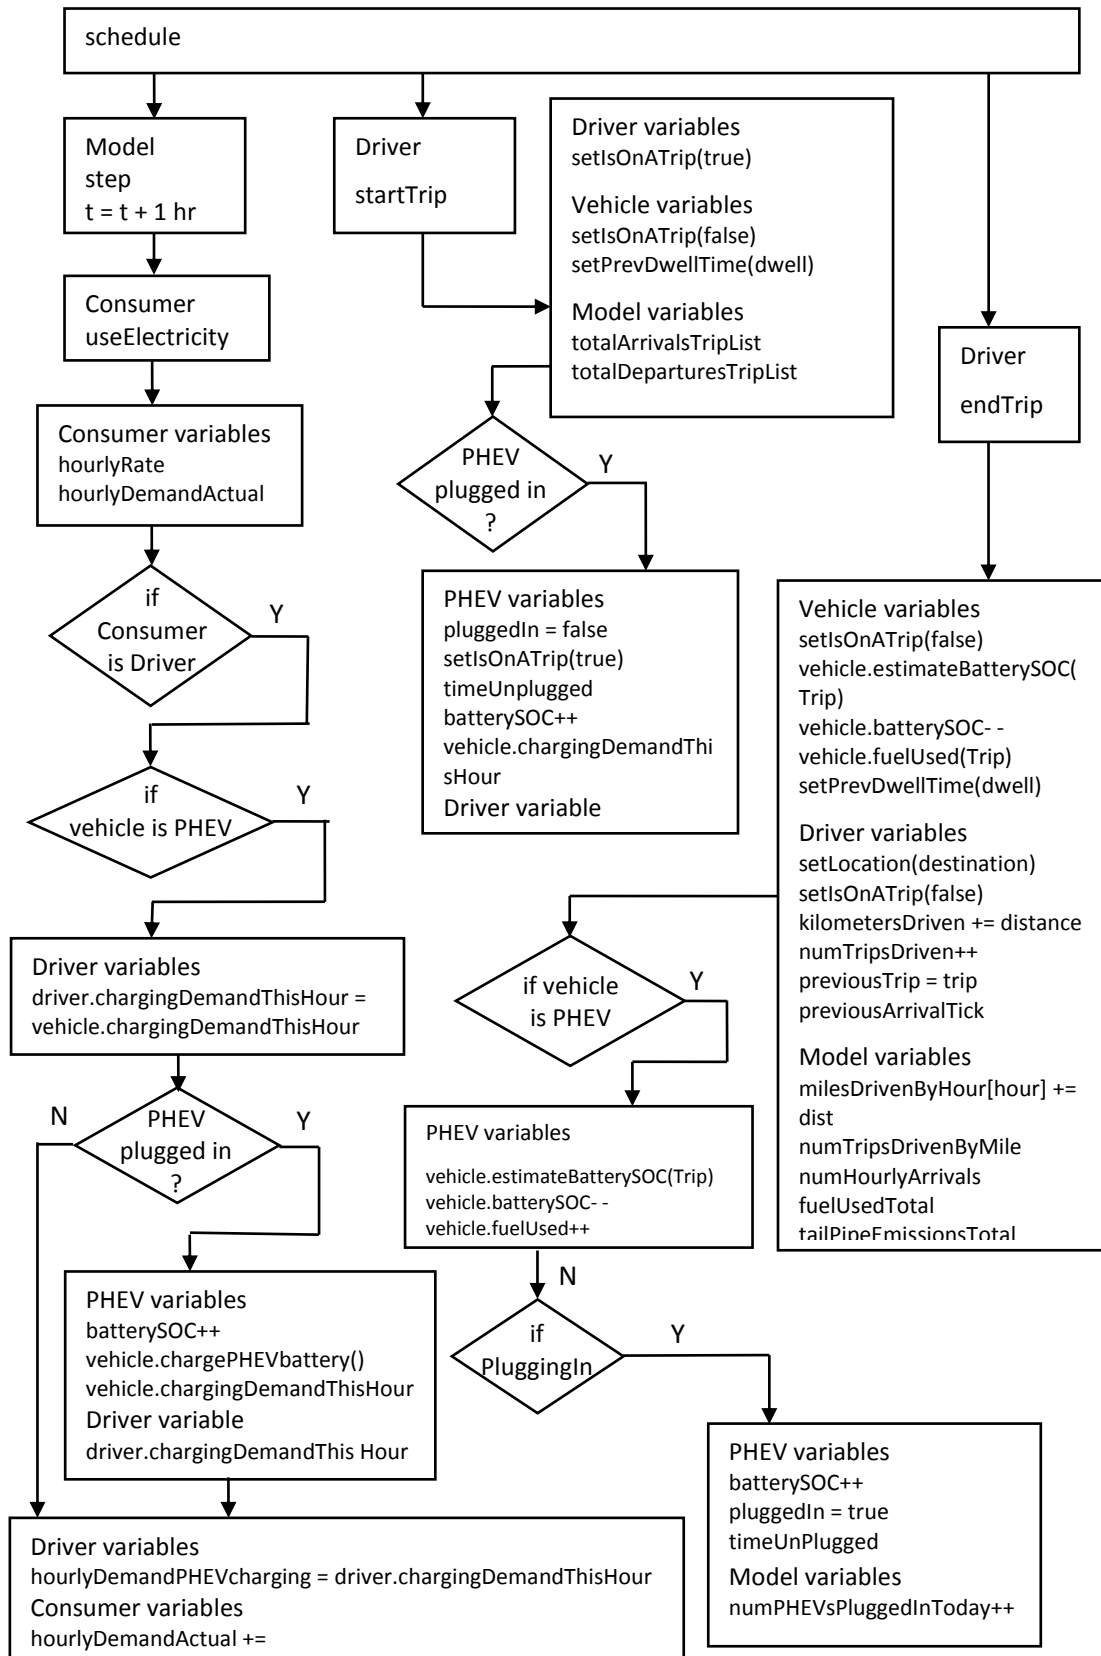 schedule
Model
step
t = t + 1 hr
Consumer
useElectricity
Consumer variables
hourlyRate
hourlyDemandActual
if
Consumer
is Driver
Y
if
vehicle is PHEV
Y
Driver variables
driver.chargingDemandThisHour =
vehicle.chargingDemandThisHour
N
PHEV
plugged in
?
Y
PHEV variables
batterySOC++
vehicle.chargePHEVbattery()
vehicle.chargingDemandThisHour
Driver variable
driver.chargingDemandThis Hour
Driver variables
hourlyDemandPHEVcharging = driver.chargingDemandThisHour
Consumer variables
hourlyDemandActual +=
Driver
startTrip
Driver variables
setIsOnATrip(true)
Vehicle variables
setIsOnATrip(false)
setPrevDwellTime(dwell)
Model variables
totalArrivalsTripList
totalDeparturesTripList
PHEV
plugged in
?
Y
PHEV variables
pluggedIn = false
setIsOnATrip(true)
timeUnplugged
batterySOC++
vehicle.chargingDemandThi
sHour
Driver variable
Driver
endTrip
Vehicle variables
setIsOnATrip(false)
vehicle.estimateBatterySOC(
Trip)
vehicle.batterySOC- -
vehicle.fuelUsed(Trip)
setPrevDwellTime(dwell)
Driver variables
setLocation(destination)
setIsOnATrip(false)
kilometersDriven += distance
numTripsDriven++
previousTrip = trip
previousArrivalTick
Model variables
milesDrivenByHour[hour] +=
dist
numTripsDrivenByMile
numHourlyArrivals
fuelUsedTotal
tailPipeEmissionsTotal
if vehicle
is PHEV
Y
PHEV variables
vehicle.estimateBatterySOC(Trip)
vehicle.batterySOC- -
vehicle.fuelUsed++
N
if
PluggingIn
Y
PHEV variables
batterySOC++
pluggedIn = true
timeUnPlugged
Model variables
numPHEVsPluggedInToday++